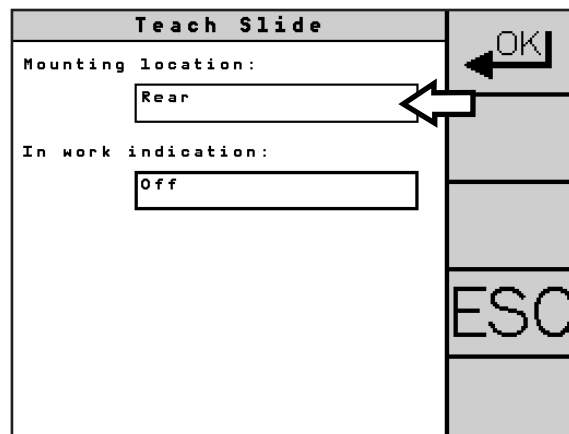 Teach Slide
OK
Mounting location:
Rear
In work indication:
Off
ESC